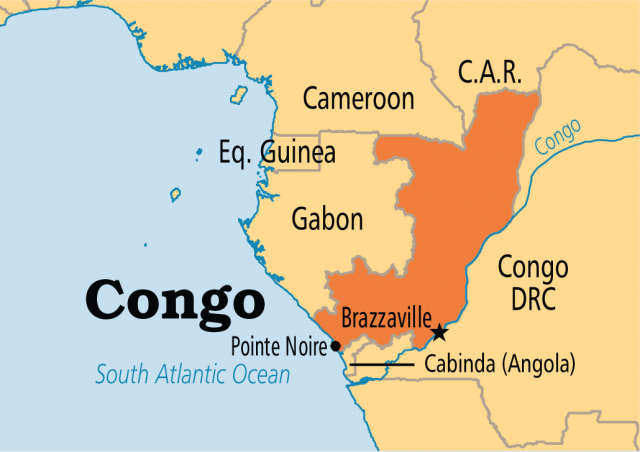 C.A.R.
Cameroon
Congo
Eq. Guinea
Gabon
Congo
DRC
Congo
Brazzaville
Pointe Noire
Cabinda (Angola)
South Atlantic Ocean